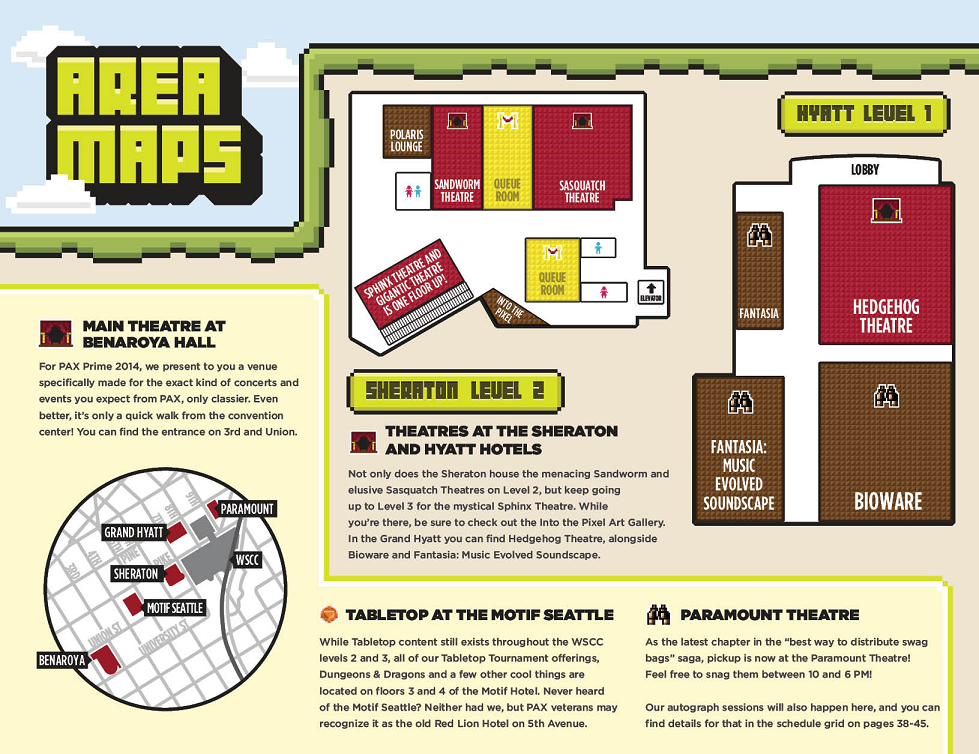 AREA
MAPS
POLARIS
LOUNGE
SANDWORM
THEATRE
QUEUE
ROOM
SASQUATCH
THEATRE
SPHINX THEATRE AND
GIGANTIC THEATRE
IS ONE FLOOR UP!
QUEUE
ROOM
INTO THE
PIXEL
ELEVATOR
SHERATON LEVEL 2
HYATT LEVEL 1
LOBBY
FANTASIA
HEDGEHOG
THEATRE
FANTASIA:
MUSIC
EVOLVED
SOUNDSCAPE
BIOWARE
MAIN THEATRE AT
BENAROYA HALL
For PAX Prime 2014, we present to you a venue
specifically made for the exact kind of concerts and
events you expect from PAX, only classier. Even
better, it's only a quick walk from the convention
center! You can find the entrance on 3rd and Union.
THEATRES AT THE SHERATON
AND HYATT HOTELS
Not only does the Sheraton house the menacing Sandworm and
elusive Sasquatch Theatres on Level 2, but keep going
up to Level 3 for the mystical Sphinx Theatre. While
you're there, be sure to check out the Into the Pixel Art Gallery.
In the Grand Hyatt you can find Hedgehog Theatre, alongside
Bioware and Fantasia: Music Evolved Soundscape.
PARAMOUNT
GRAND HYATT
WSCC
SHERATON
MOTIF SEATTLE
BENAROYA
9TH
8TH
7TH
PINE
PIKE
4TH
3RD
UNION ST
UNIVERSITY ST
TABLETOP AT THE MOTIF SEATTLE
While Tabletop content still exists throughout the WSCC
levels 2 and 3, all of our Tabletop Tournament offerings,
Dungeons & Dragons and a few other cool things are
located on floors 3 and 4 of the Motif Hotel. Never heard
of the Motif Seattle? Neither had we, but PAX veterans may
recognize it as the old Red Lion Hotel on 5th Avenue.
PARAMOUNT THEATRE
As the latest chapter in the “best way to distribute swag
bags” saga, pickup is now at the Paramount Theatre!
Feel free to snag them between 10 and 6 PM!
Our autograph sessions will also happen here, and you can
find details for that in the schedule grid on pages 38-45.